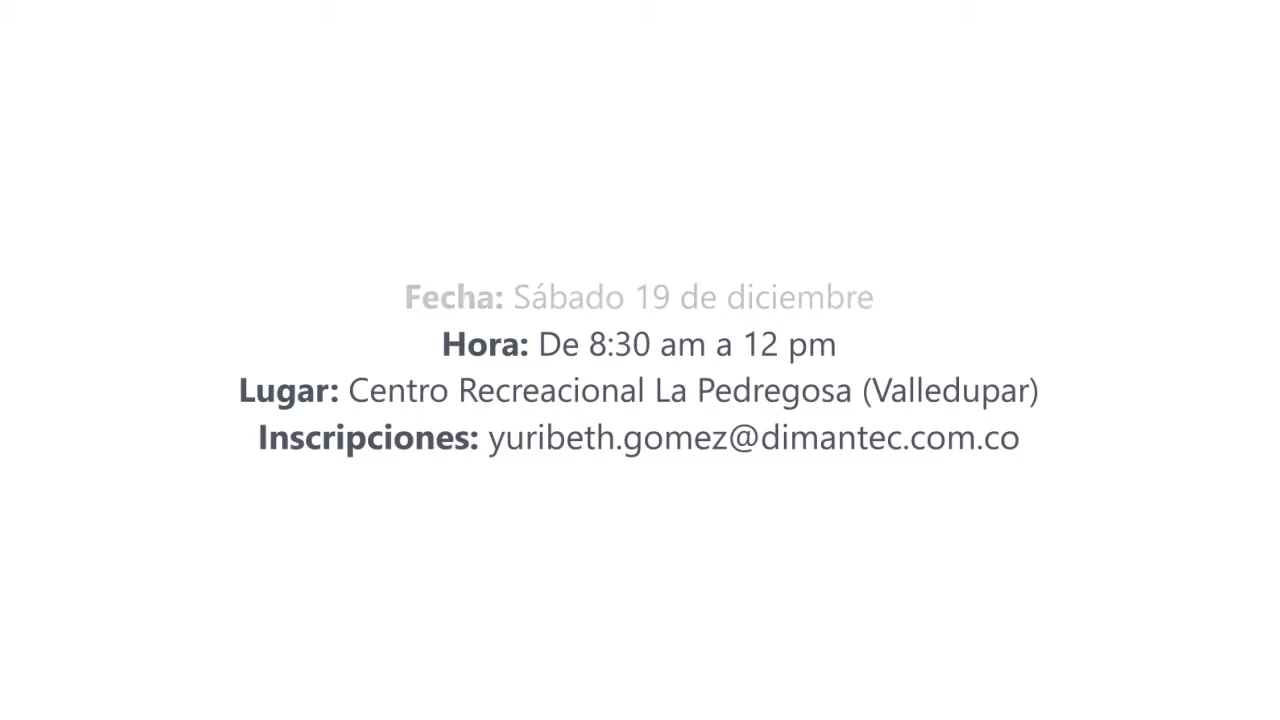 Fecha: Sábado 19 de diciembre
Hora: De 8:30 am a 12 pm
Lugar: Centro Recreacional La Pedregosa (Valledupar)
Inscripciones: yuribeth.gomez@dimantec.com.co